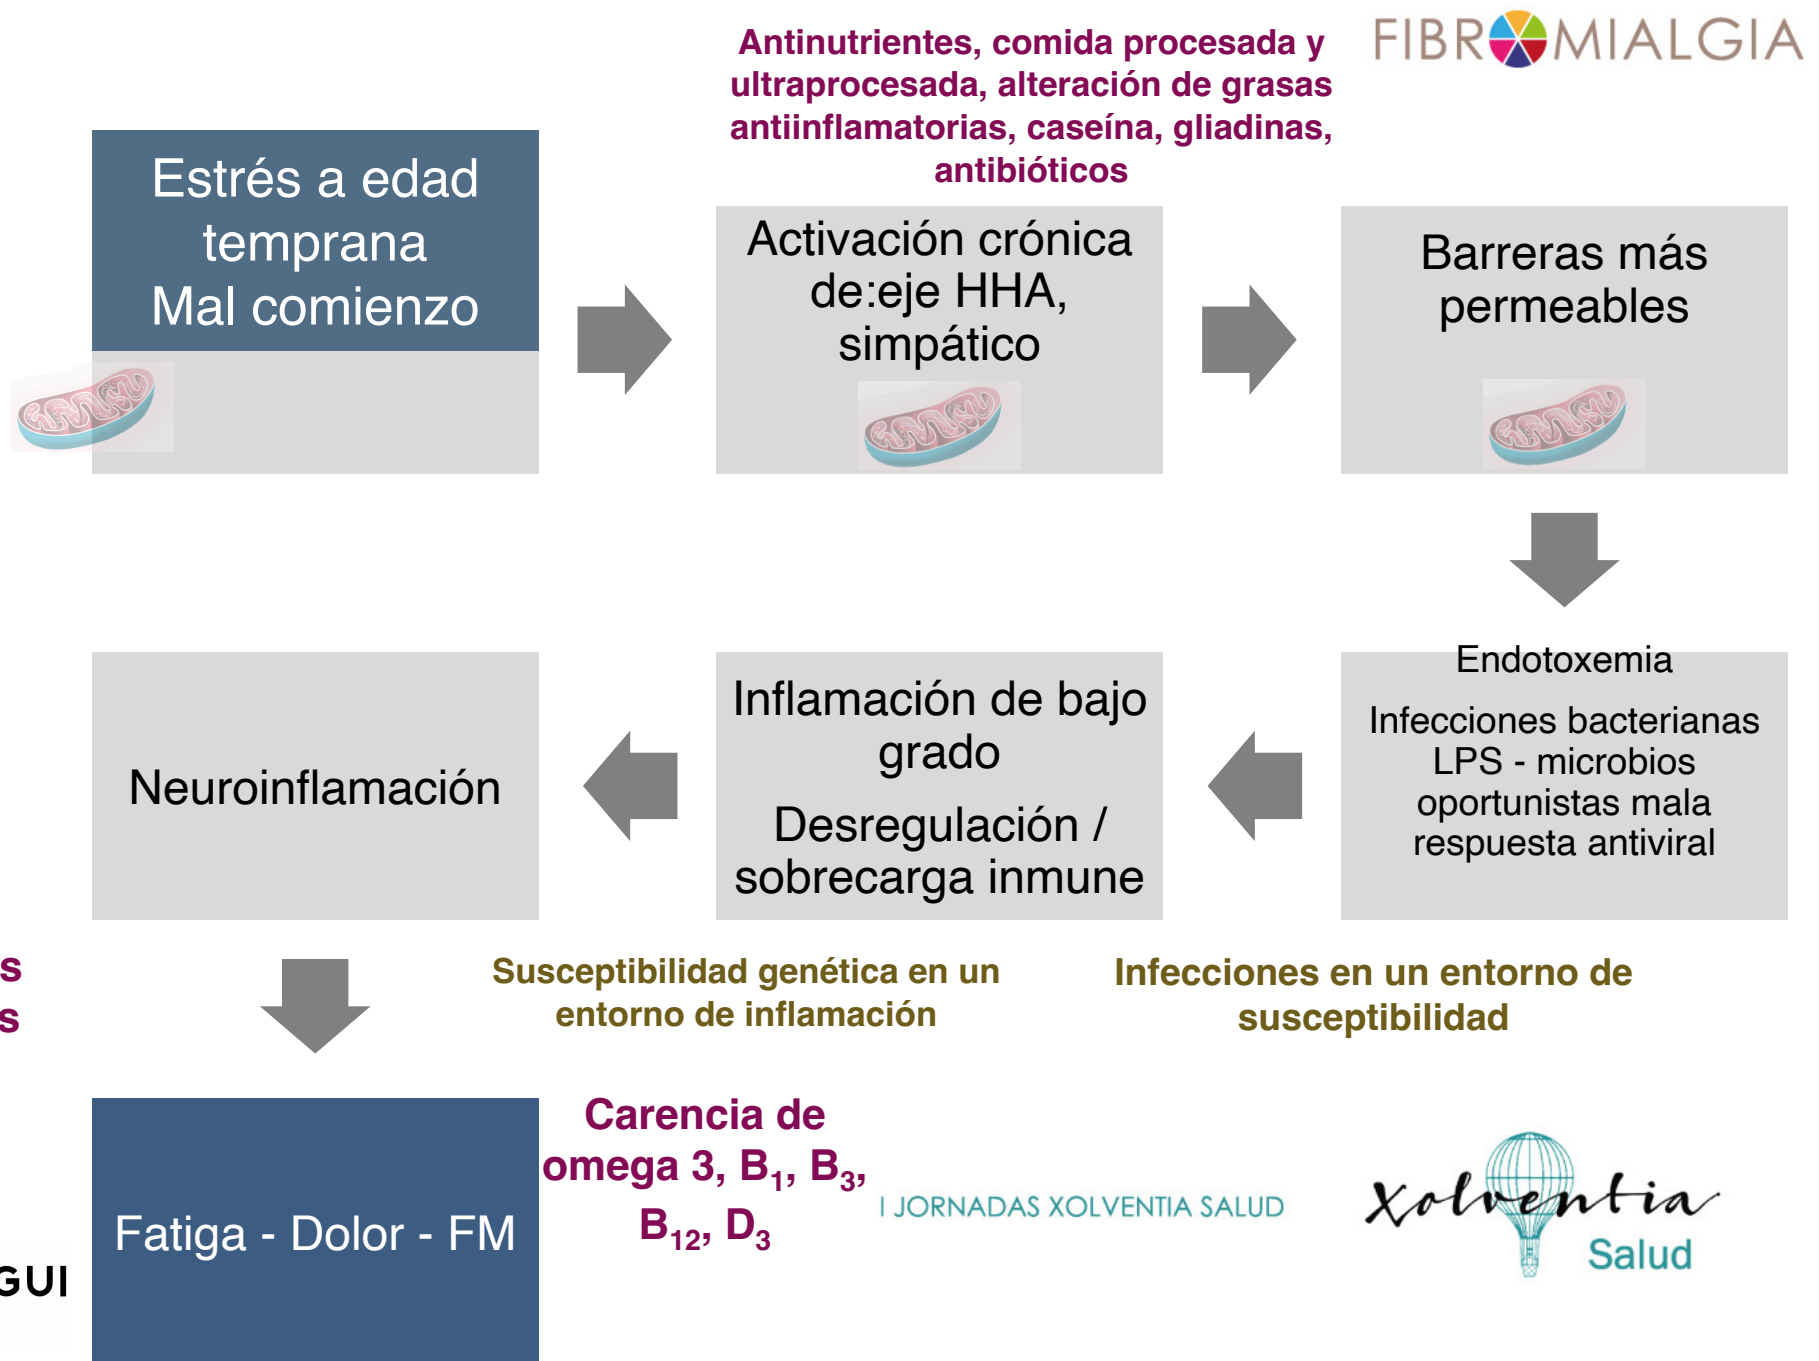 FIBROMIALGIA
Antinutrientes, comida procesada y
ultraprocesada, alteración de grasas
antiinflamatorias, caseína, gliadinas,
antibióticos
Estrés a edad
temprana
Mal comienzo
Activación crónica
de:eje HHA,
simpático
Barreras más
permeables
Endotoxemia
Infecciones bacterianas
LPS - microbios
oportunistas mala
respuesta antiviral
Inflamación de bajo
grado
Desregulación /
sobrecarga inmune
Neuroinflamación
s
s
Susceptibilidad genética en un
entorno de inflamación
Infecciones en un entorno de
susceptibilidad
Fatiga - Dolor - FM
Carencia de
omega 3, B₁, B₃,
B₁₂, D₃
GUI
I JORNADAS XOLVENTIA SALUD
Xolventia
Salud